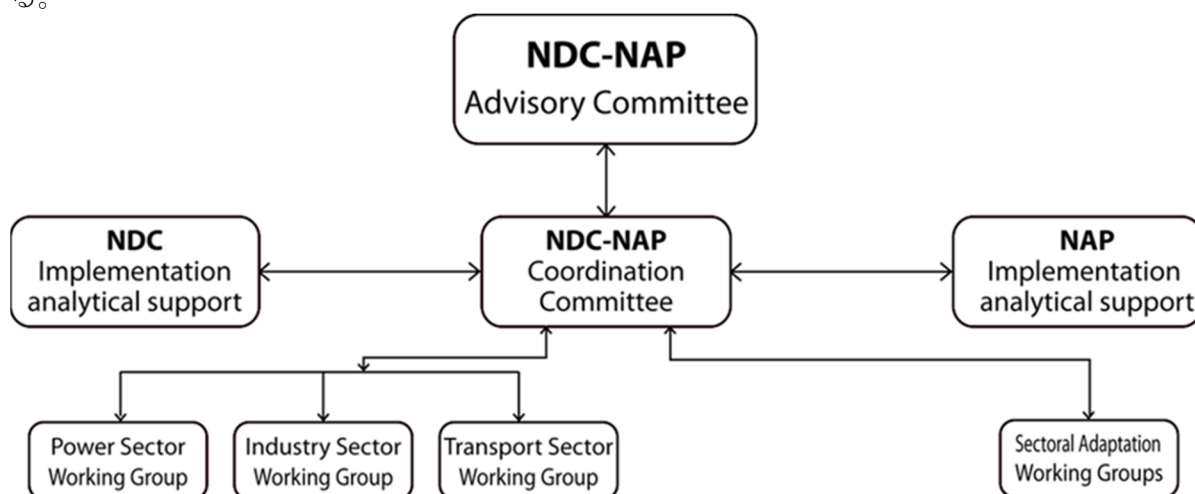 る。
NDC-NAP
Advisory Committee
NDC
Implementation
analytical support
NDC-NAP
Coordination
Committee
NAP
Implementation
analytical support
Power Sector
Working Group
Industry Sector
Working Group
Transport Sector
Working Group
Sectoral Adaptation
Working Groups